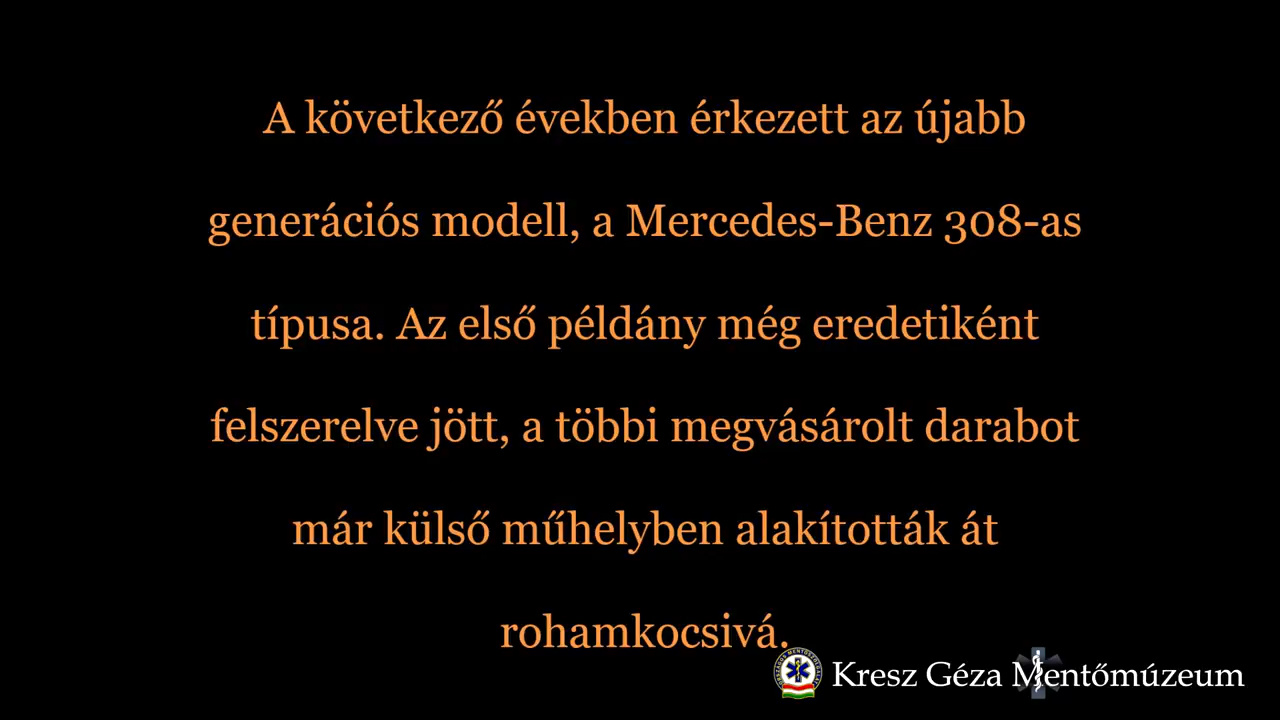 A következő években érkezett az újabb
generációs modell, a Mercedes-Benz 308-as
típusa. Az első példány még eredetiként
felszerelve jött, a többi megvásárolt darabot
már külső műhelyben alakították át
rohamkocsivá.
Kresz Géza Mentőmúzeum